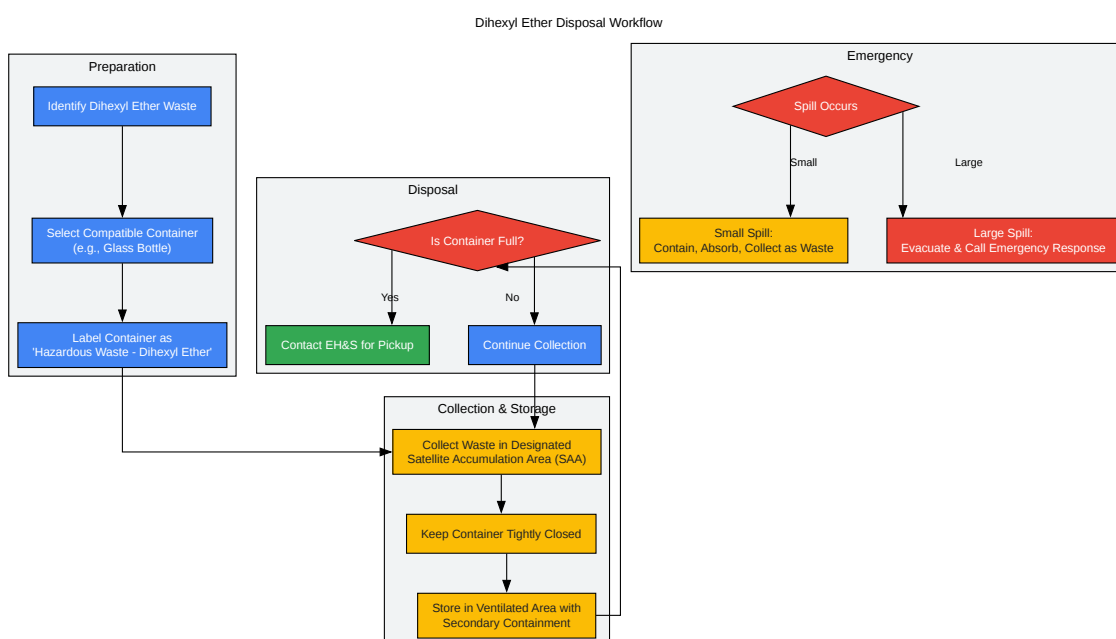 Dihexyl Ether Disposal Workflow
Preparation
Identify Dihexyl Ether Waste
Select Compatible Container
(e.g., Glass Bottle)
Label Container as
'Hazardous Waste - Dihexyl Ether'
Disposal
Is Container Full?
Yes
No
Contact EH&S for Pickup
Continue Collection
Collection & Storage
Collect Waste in Designated
Satellite Accumulation Area (SAA)
Keep Container Tightly Closed
Store in Ventilated Area with
Secondary Containment
Emergency
Spill Occurs
Small
Large
Small Spill:
Contain, Absorb, Collect as Waste
Large Spill:
Evacuate & Call Emergency Response